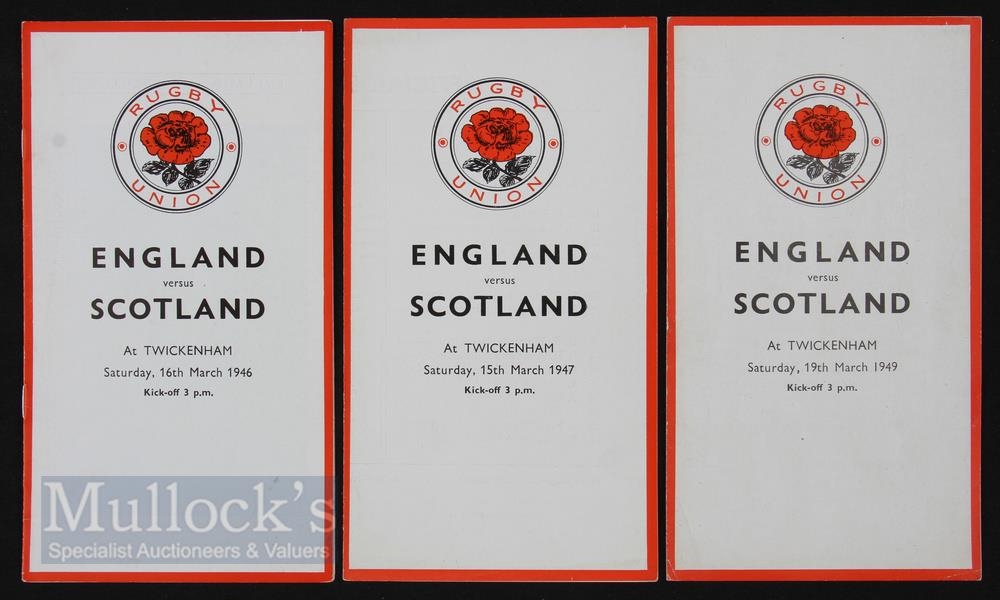 RUGBY
UNION
ENGLAND
versus
SCOTLAND
At TWICKENHAM
Saturday, 16th March 1946
Kick-off 3 p.m.
RUGBY
UNION
ENGLAND
versus
SCOTLAND
At TWICKENHAM
Saturday, 15th March 1947
Kick-off 3 p.m.
RUGBY
UNION
ENGLAND
versus
SCOTLAND
At TWICKENHAM
Saturday, 19th March 1949
Kick-off 3 p.m.
Mullock's
Specialist Auctioneers & Valuers